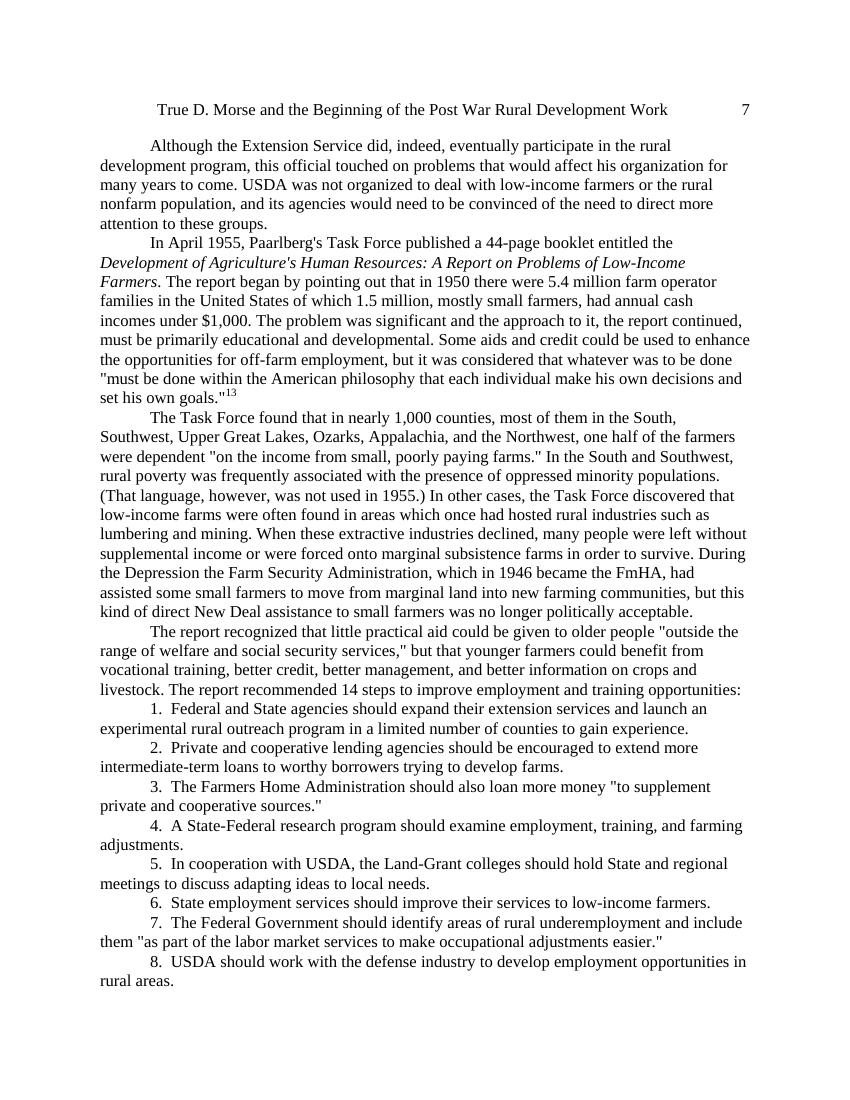 True D. Morse and the Beginning of the Post War Rural Development Work 7
Although the Extension Service did, indeed, eventually participate in the rural
development program, this official touched on problems that would affect his organization for
many years to come. USDA was not organized to deal with low-income farmers or the rural
nonfarm population, and its agencies would need to be convinced of the need to direct more
attention to these groups.
In April 1955, Paarlberg's Task Force published a 44-page booklet entitled the
Development of Agriculture's Human Resources: A Report on Problems of Low-Income
Farmers. The report began by pointing out that in 1950 there were 5.4 million farm operator
families in the United States of which 1.5 million, mostly small farmers, had annual cash
incomes under $1,000. The problem was significant and the approach to it, the report continued,
must be primarily educational and developmental. Some aids and credit could be used to enhance
the opportunities for off-farm employment, but it was considered that whatever was to be done
"must be done within the American philosophy that each individual make his own decisions and
set his own goals."13
The Task Force found that in nearly 1,000 counties, most of them in the South,
Southwest, Upper Great Lakes, Ozarks, Appalachia, and the Northwest, one half of the farmers
were dependent "on the income from small, poorly paying farms." In the South and Southwest,
rural poverty was frequently associated with the presence of oppressed minority populations.
(That language, however, was not used in 1955.) In other cases, the Task Force discovered that
low-income farms were often found in areas which once had hosted rural industries such as
lumbering and mining. When these extractive industries declined, many people were left without
supplemental income or were forced onto marginal subsistence farms in order to survive. During
the Depression the Farm Security Administration, which in 1946 became the FmHA, had
assisted some small farmers to move from marginal land into new farming communities, but this
kind of direct New Deal assistance to small farmers was no longer politically acceptable.
The report recognized that little practical aid could be given to older people "outside the
range of welfare and social security services," but that younger farmers could benefit from
vocational training, better credit, better management, and better information on crops and
livestock. The report recommended 14 steps to improve employment and training opportunities:
1. Federal and State agencies should expand their extension services and launch an
experimental rural outreach program in a limited number of counties to gain experience.
2. Private and cooperative lending agencies should be encouraged to extend more
intermediate-term loans to worthy borrowers trying to develop farms.
3. The Farmers Home Administration should also loan more money "to supplement
private and cooperative sources."
4. A State-Federal research program should examine employment, training, and farming
adjustments.
5. In cooperation with USDA, the Land-Grant colleges should hold State and regional
meetings to discuss adapting ideas to local needs.
6. State employment services should improve their services to low-income farmers.
7. The Federal Government should identify areas of rural underemployment and include
them "as part of the labor market services to make occupational adjustments easier."
8. USDA should work with the defense industry to develop employment opportunities in
rural areas.